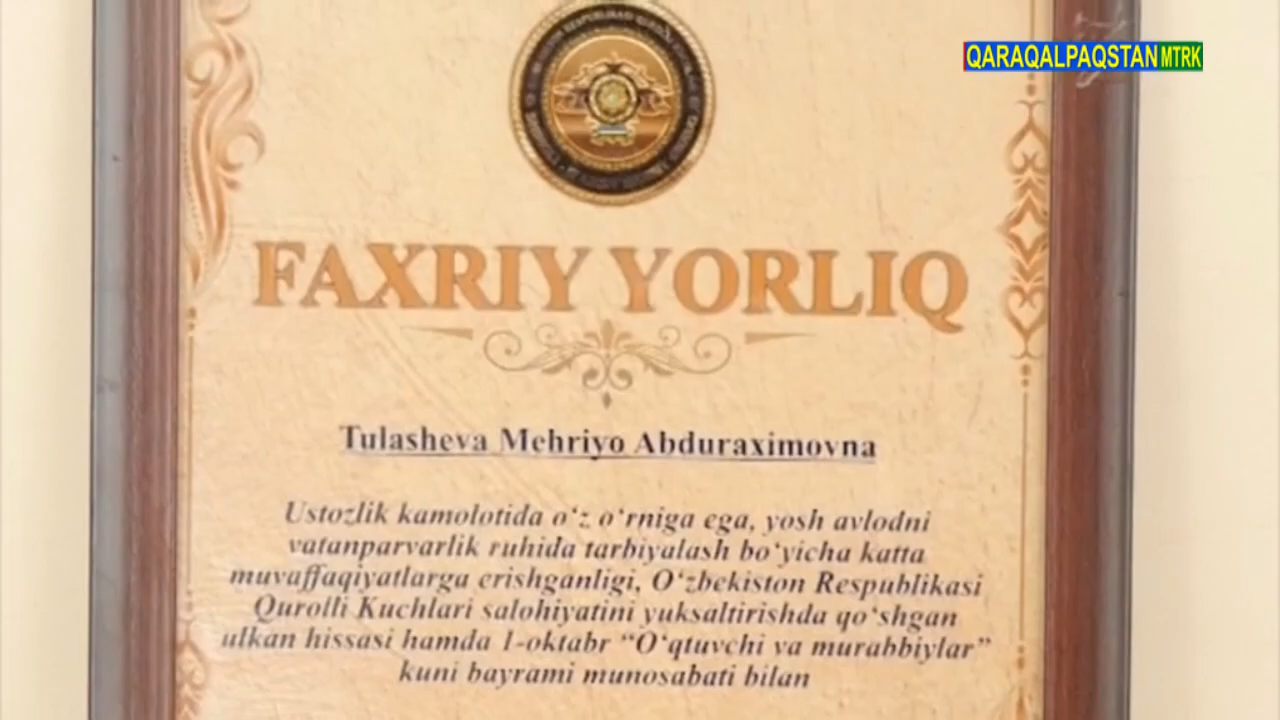 QARAQALPAQSTAN MTRK
FAXRIY YORLIQ
Tulasheva Mehriyo Abduraximovna
Ustozlik kamolotida o‘z o‘rniga ega, yosh avlodni
vatanparvarlik ruhida tarbiyalash bo‘yicha katta
muvaffaqiyatlarga erishganligi, O‘zbekiston Respublikasi
Qurolli Kuchlari salohiyatini yuksaltirishda qo‘shgan
ulkan hissasi hamda 1-oktabr “O‘qtuvchi va murabbiylar”
kuni bayrami munosabati bilan